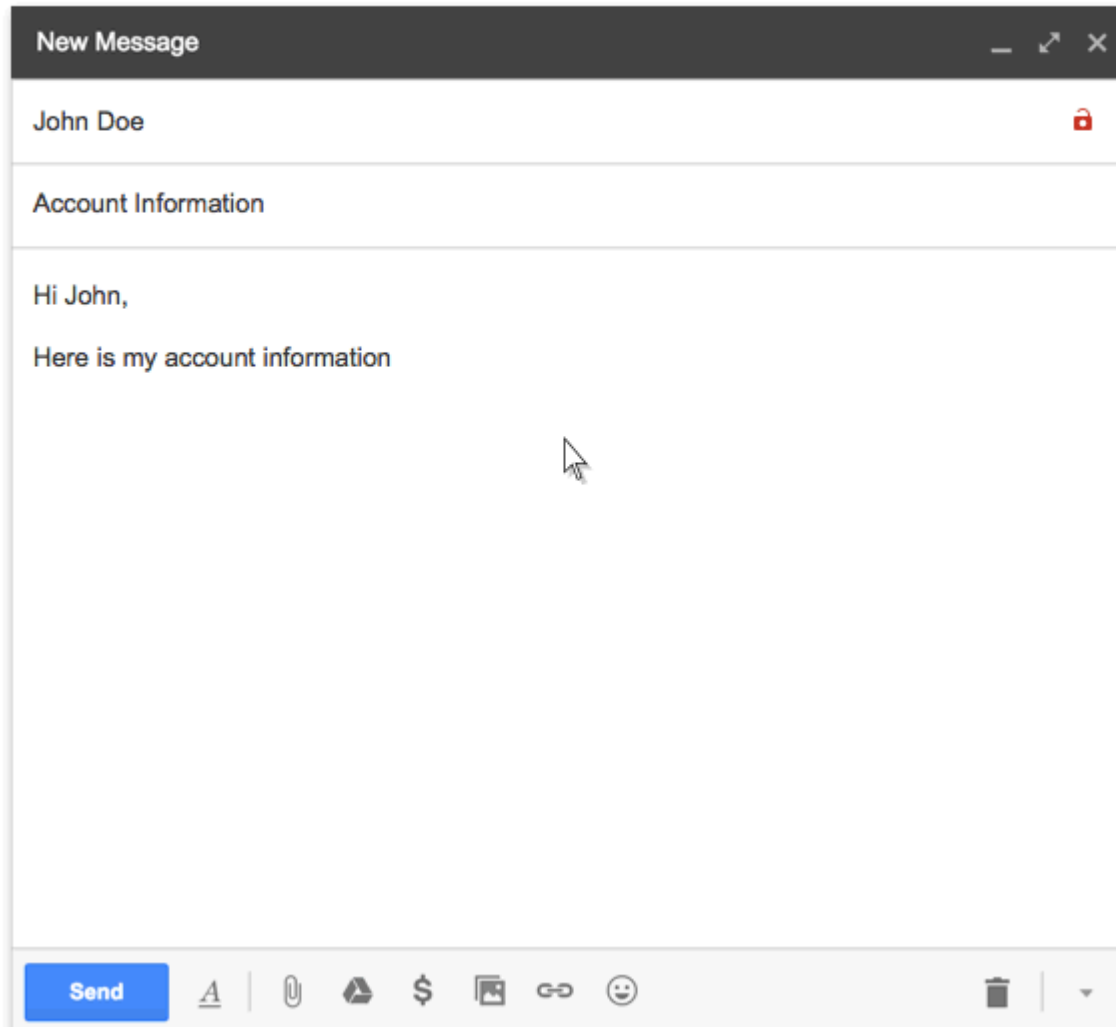 New Message
John Doe
Account Information
Hi John,
Here is my account information
Send